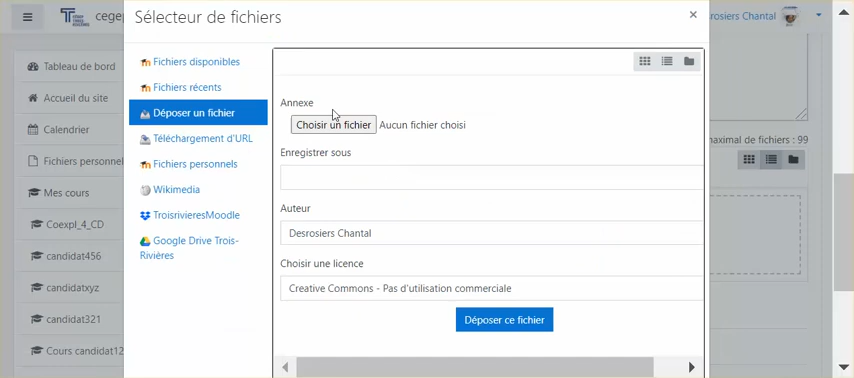 Sélecteur de fichiers
×
cegep
rosiers Chantal
Tableau de bord
Accueil du site
Calendrier
Fichiers personnel
Mes cours
Coexpl_4_CD
candidat456
candidatxyz
candidat321
Cours candidat12
Fichiers disponibles
Fichiers récents
Déposer un fichier
Téléchargement d'URL
Fichiers personnels
Wikimedia
TroisrivieresMoodle
Google Drive Trois-
Rivières
Annexe
Choisir un fichier Aucun fichier choisi
Enregistrer sous
Auteur
Desrosiers Chantal
Choisir une licence
Creative Commons - Pas d'utilisation commerciale
Déposer ce fichier
naximal de fichiers : 99